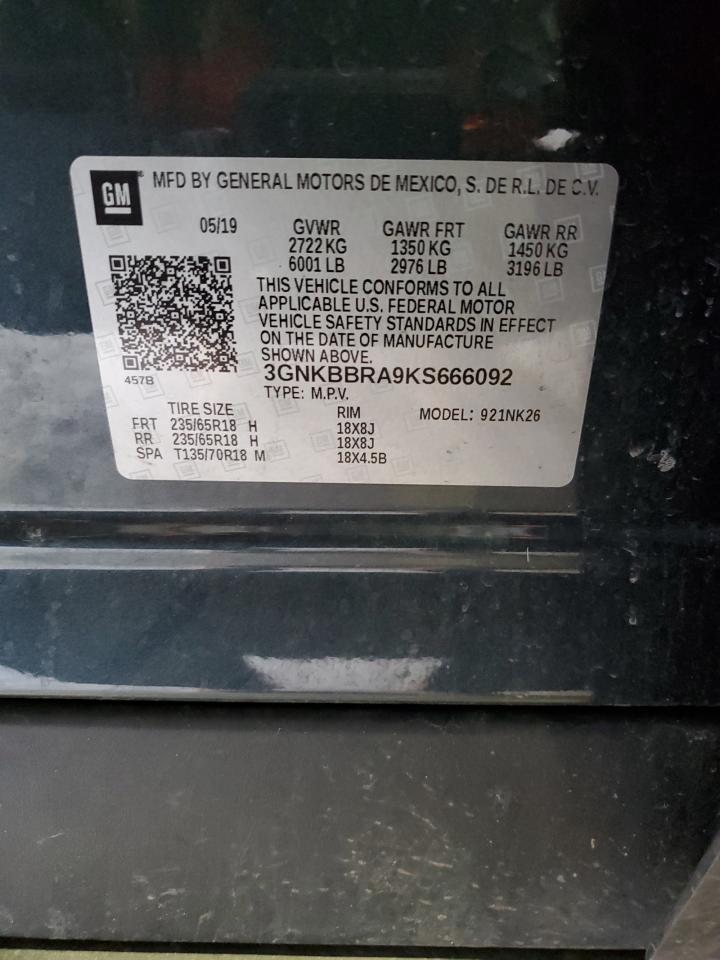 GM
MFD BY GENERAL MOTORS DE MEXICO, S. DE R.L. DE C.V.
05/19 GVWR GAWR FRT GAWR RR
2722 KG 1350 KG 1450 KG
6001 LB 2976 LB 3196 LB
THIS VEHICLE CONFORMS TO ALL
APPLICABLE U.S. FEDERAL MOTOR
VEHICLE SAFETY STANDARDS IN EFFECT
ON THE DATE OF MANUFACTURE
SHOWN ABOVE.
3GNKBBRA9KS666092
457B
TYPE: M.P.V.
TIRE SIZE RIM MODEL: 921NK26
FRT 235/65R18 H 18X8J
RR 235/65R18 H 18X8J
SPA T135/70R18 M 18X4.5B